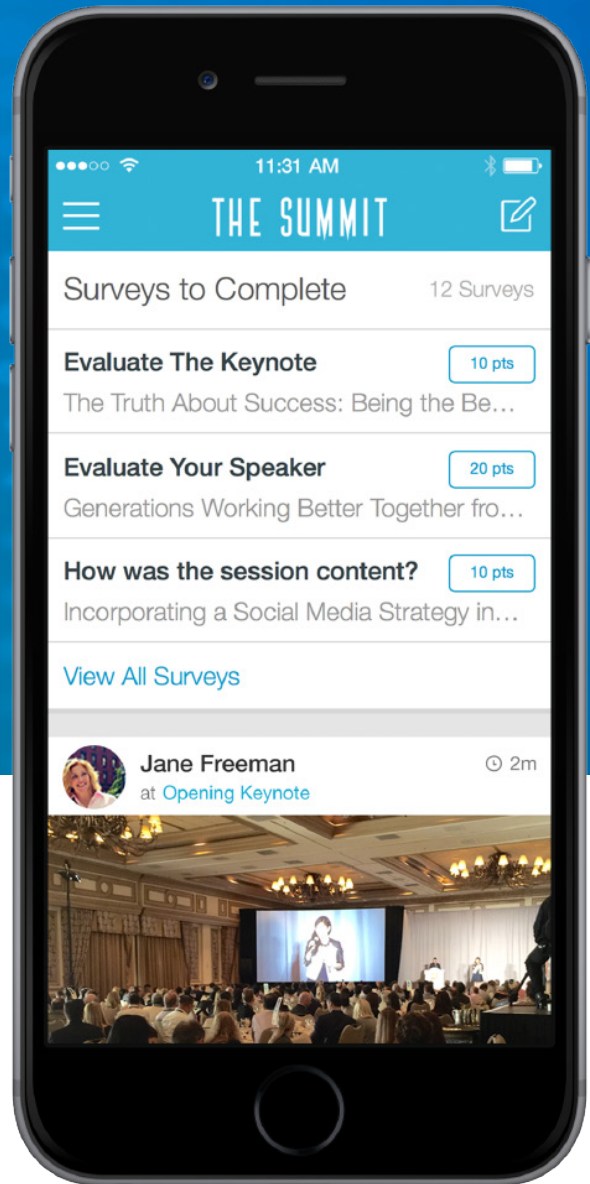 11:31 AM
THE SUMMIT
Surveys to Complete
12 Surveys
Evaluate The Keynote
10 pts
The Truth About Success: Being the Be...
Evaluate Your Speaker
20 pts
Generations Working Better Together fro...
How was the session content?
10 pts
Incorporating a Social Media Strategy in...
View All Surveys
Jane Freeman
2m
at Opening Keynote